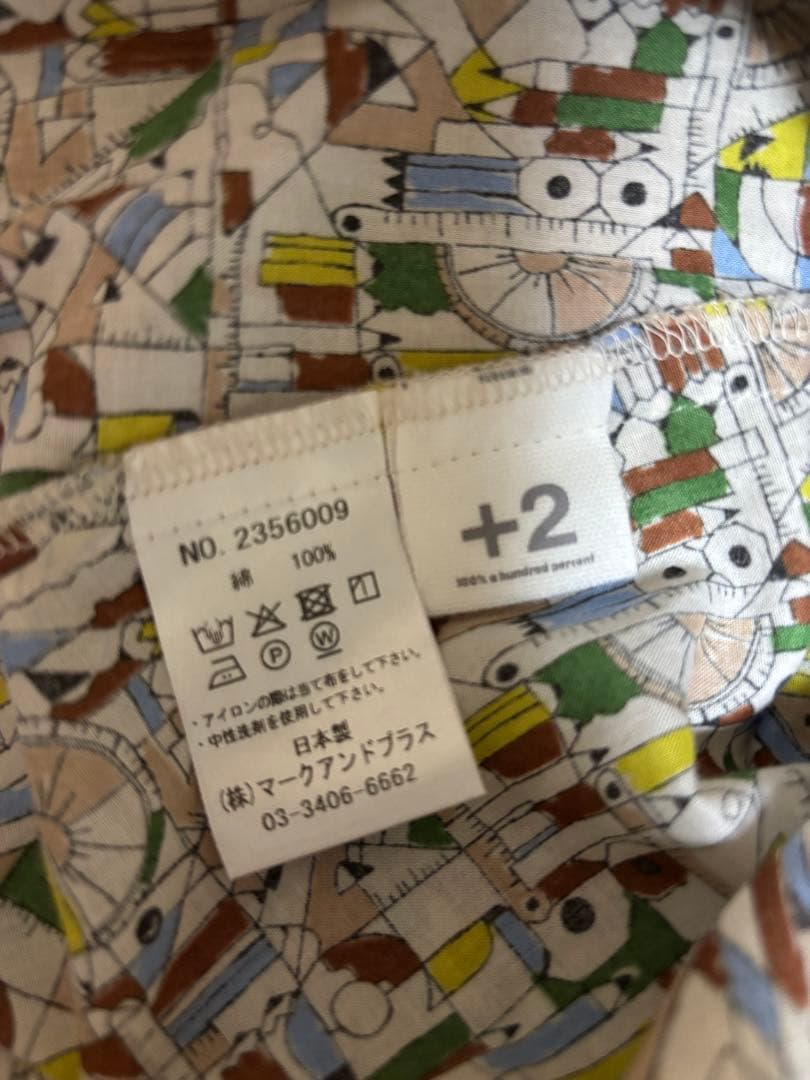 NO. 2356009
綿 100%
P W
・アイロンの際は当て布をして下さい。
・中性洗剤を使用して下さい。
日本製
(株)マークアンドプラス
03-3406-6662
+2
100% a hundred percent